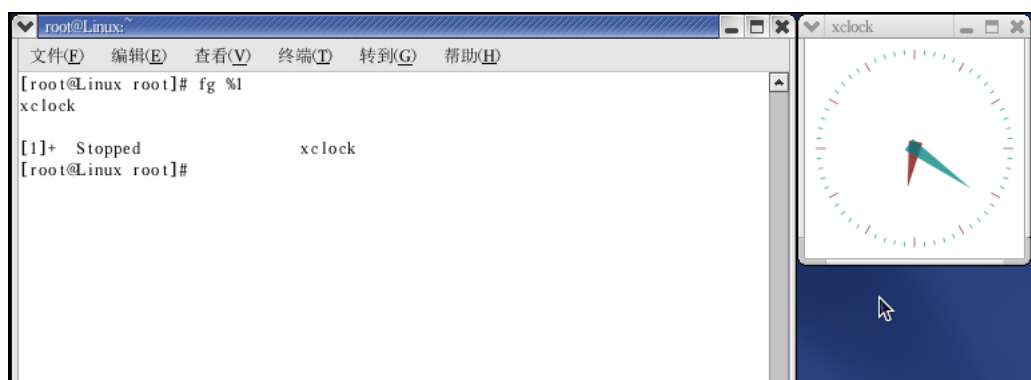 root@Linux:~
xclock
文件(F) 编辑(E) 查看(V) 终端(T) 转到(G) 帮助(H)
[root@Linux root]# fg %1
xclock
[1]+  Stopped                 xclock
[root@Linux root]#